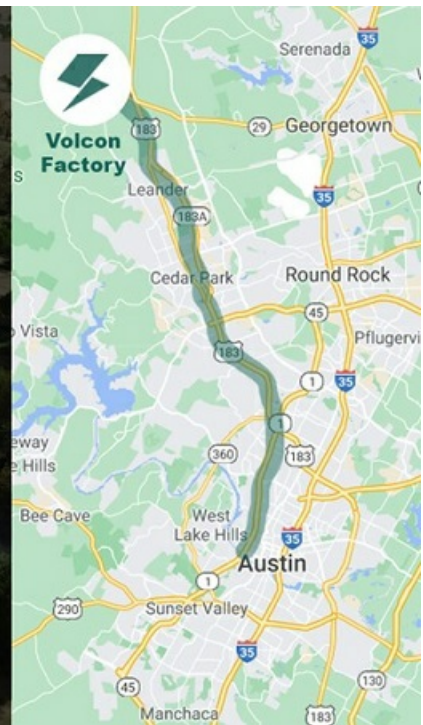 Serenada
35
Volcon
Factory
183
29
Georgetown
S
Leander
35
183A
Cedar Park
Round Rock
45
Vista
183
Pflugerv
1
35
eway
1
Hills
360
183
Bee Cave
West
Lake Hills
35
Austin
1
290
Sunset Valley
35
130
45
183
Manchaca